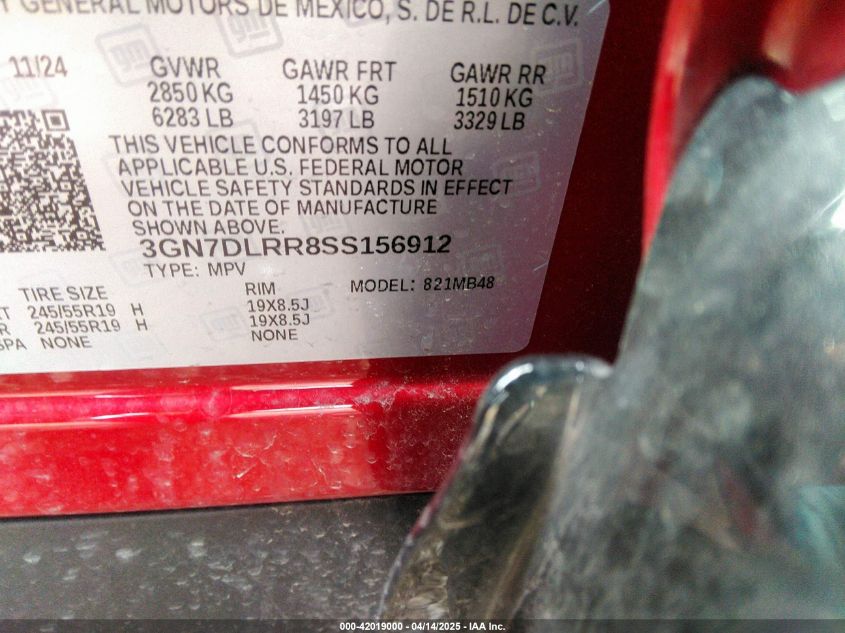 GENERAL MOTORS DE MEXICO, S. DE R.L. DE C.V.
11/24 GVWR GAWR FRT GAWR RR
2850 KG 1450 KG 1510 KG
6283 LB 3197 LB 3329 LB
THIS VEHICLE CONFORMS TO ALL
APPLICABLE U.S. FEDERAL MOTOR
VEHICLE SAFETY STANDARDS IN EFFECT
ON THE DATE OF MANUFACTURE
SHOWN ABOVE.
3GN7DLRR8SS156912
TYPE: MPV MODEL: 821MB48
TIRE SIZE RIM
245/55R19 H 19X8.5J
245/55R19 H 19X8.5J
NONE NONE
000-42019000 - 04/14/2025 - IAA Inc.